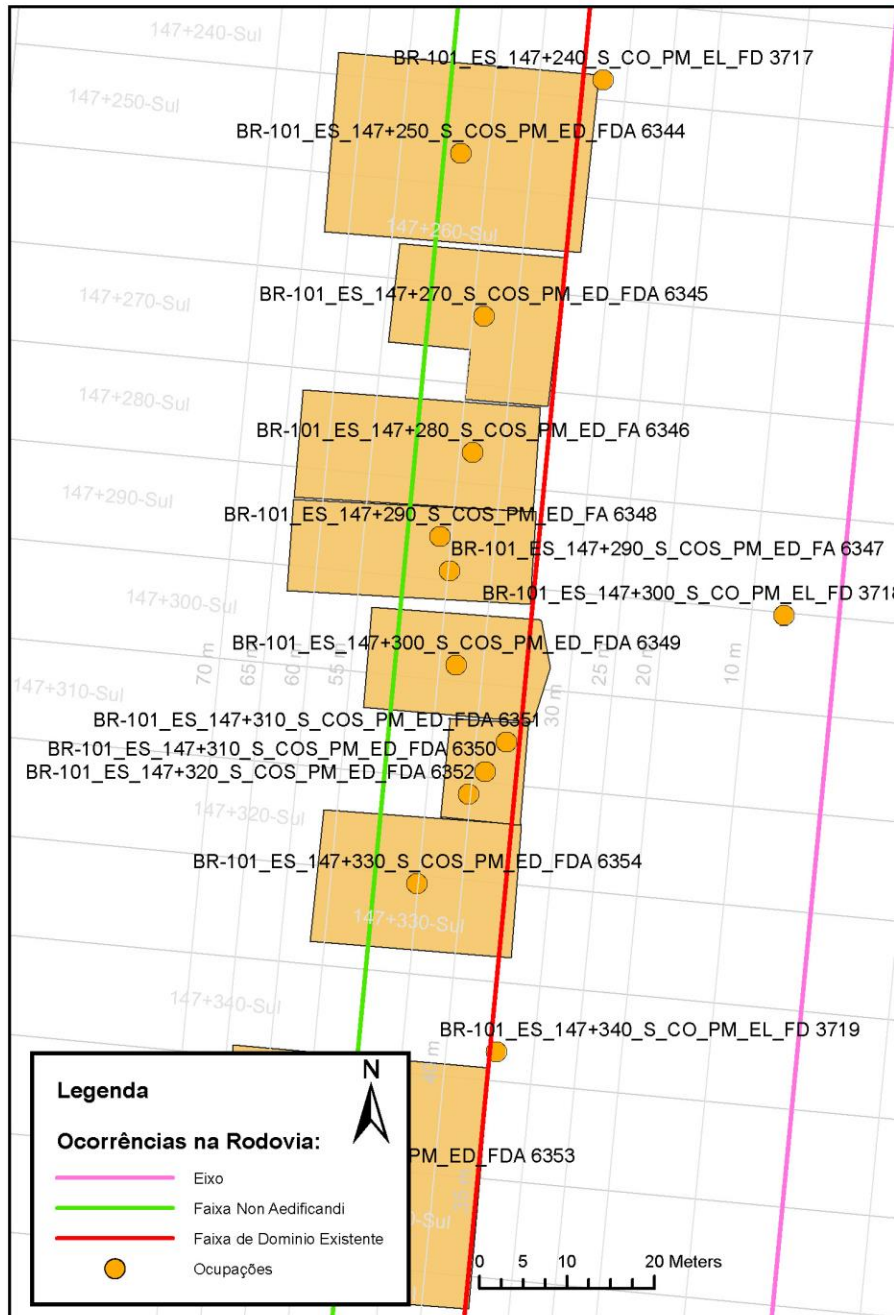 147+240-Sul
BR-101_ES_147+240_S_CO_PM_EL_FD 3717
147+250-Sul
BR-101_ES_147+250_S_COS_PM_ED_FDA 6344
147+260-Sul
147+270-Sul
BR-101_ES_147+270_S_COS_PM_ED_FDA 6345
147+280-Sul
BR-101_ES_147+280_S_COS_PM_ED_FA 6346
147+290-Sul
BR-101_ES_147+290_S_COS_PM_ED_FA 6348
BR-101_ES_147+290_S_COS_PM_ED_FA 6347
BR-101_ES_147+300_S_CO_PM_EL_FD 3718
147+300-Sul
BR-101_ES_147+300_S_COS_PM_ED_FDA 6349
70 m
65 m
60 m
55 m
30 m
25 m
20 m
10 m
147+310-Sul
BR-101_ES_147+310_S_COS_PM_ED_FDA 6351
BR-101_ES_147+310_S_COS_PM_ED_FDA 6350
BR-101_ES_147+320_S_COS_PM_ED_FDA 6352
147+320-Sul
BR-101_ES_147+330_S_COS_PM_ED_FDA 6354
147+330-Sul
147+340-Sul
BR-101_ES_147+340_S_CO_PM_EL_FD 3719
PM_ED_FDA 6353
0-Sul
Legenda
N
Ocorrências na Rodovia:
Eixo
Faixa Non Aedificandi
Faixa de Dominio Existente
Ocupações
0 5 10 20 Meters